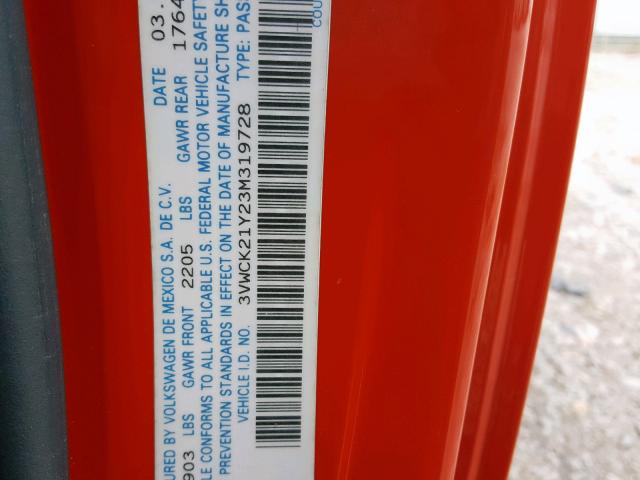 URED BY VOLKSWAGEN DE MEXICO S.A. DE C.V. DATE 03.
903 LBS GAWR FRONT 2205 LBS GAWR REAR 1764
LE CONFORMS TO ALL APPLICABLE U.S. FEDERAL MOTOR VEHICLE SAFETY
PREVENTION STANDARDS IN EFFECT ON THE DATE OF MANUFACTURE SH
VEHICLE I.D. NO. 3VWCK21Y23M319728 TYPE: PAS
COU